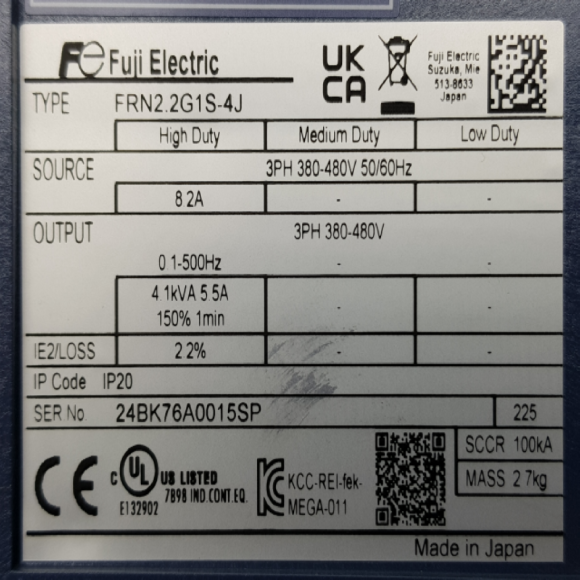 Fe Fuji Electric
UK
CA
Fuji Electric
Suzuka, Mie
513-8633
Japan
TYPE FRN2.2G1S-4J
High Duty Medium Duty Low Duty
SOURCE 3PH 380-480V 50/60Hz
8.2A - -
OUTPUT 3PH 380-480V
0.1-500Hz - -
4.1kVA 5.5A - -
150% 1min - -
IE2/LOSS 2.2% - -
IP Code IP20
SER No. 24BK76A0015SP 225
SCCR 100kA
MASS 2.7kg
CE
C UL US LISTED
7898 IND.CONT.EQ.
E132902
KC KCC-REI-fek-
MEGA-011
Made in Japan